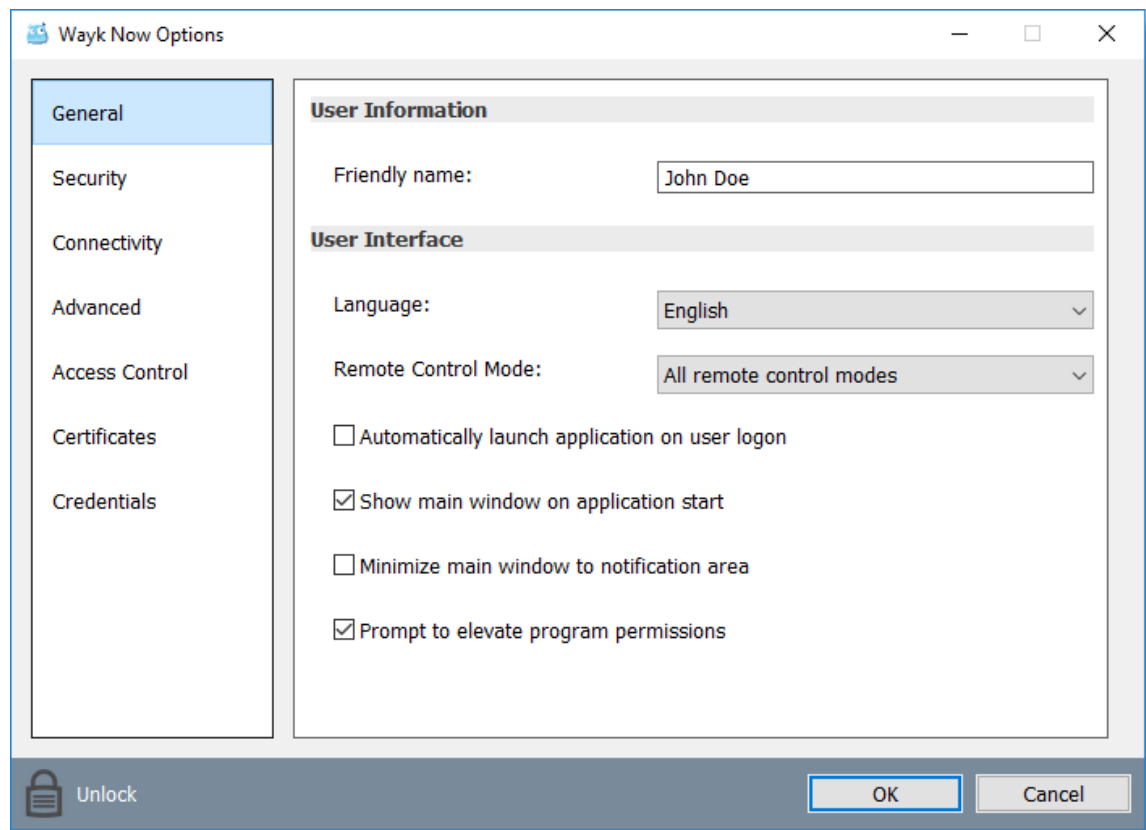 Wayk Now Options
General
Security
Connectivity
Advanced
Access Control
Certificates
Credentials
User Information
Friendly name: John Doe
User Interface
Language: English
Remote Control Mode: All remote control modes
Automatically launch application on user logon
Show main window on application start
Minimize main window to notification area
Prompt to elevate program permissions
Unlock OK Cancel